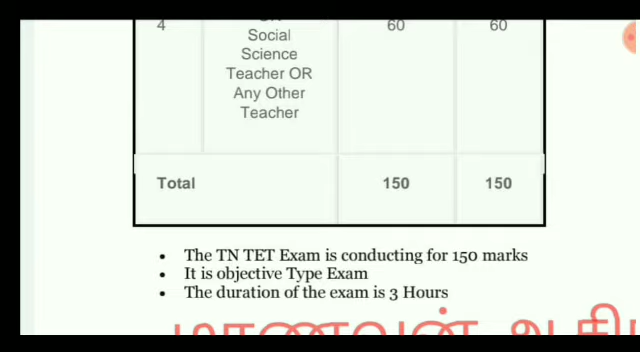 4 60 60
Social
Science
Teacher OR
Any Other
Teacher
Total 150 150
• The TN TET Exam is conducting for 150 marks
• It is objective Type Exam
• The duration of the exam is 3 Hours